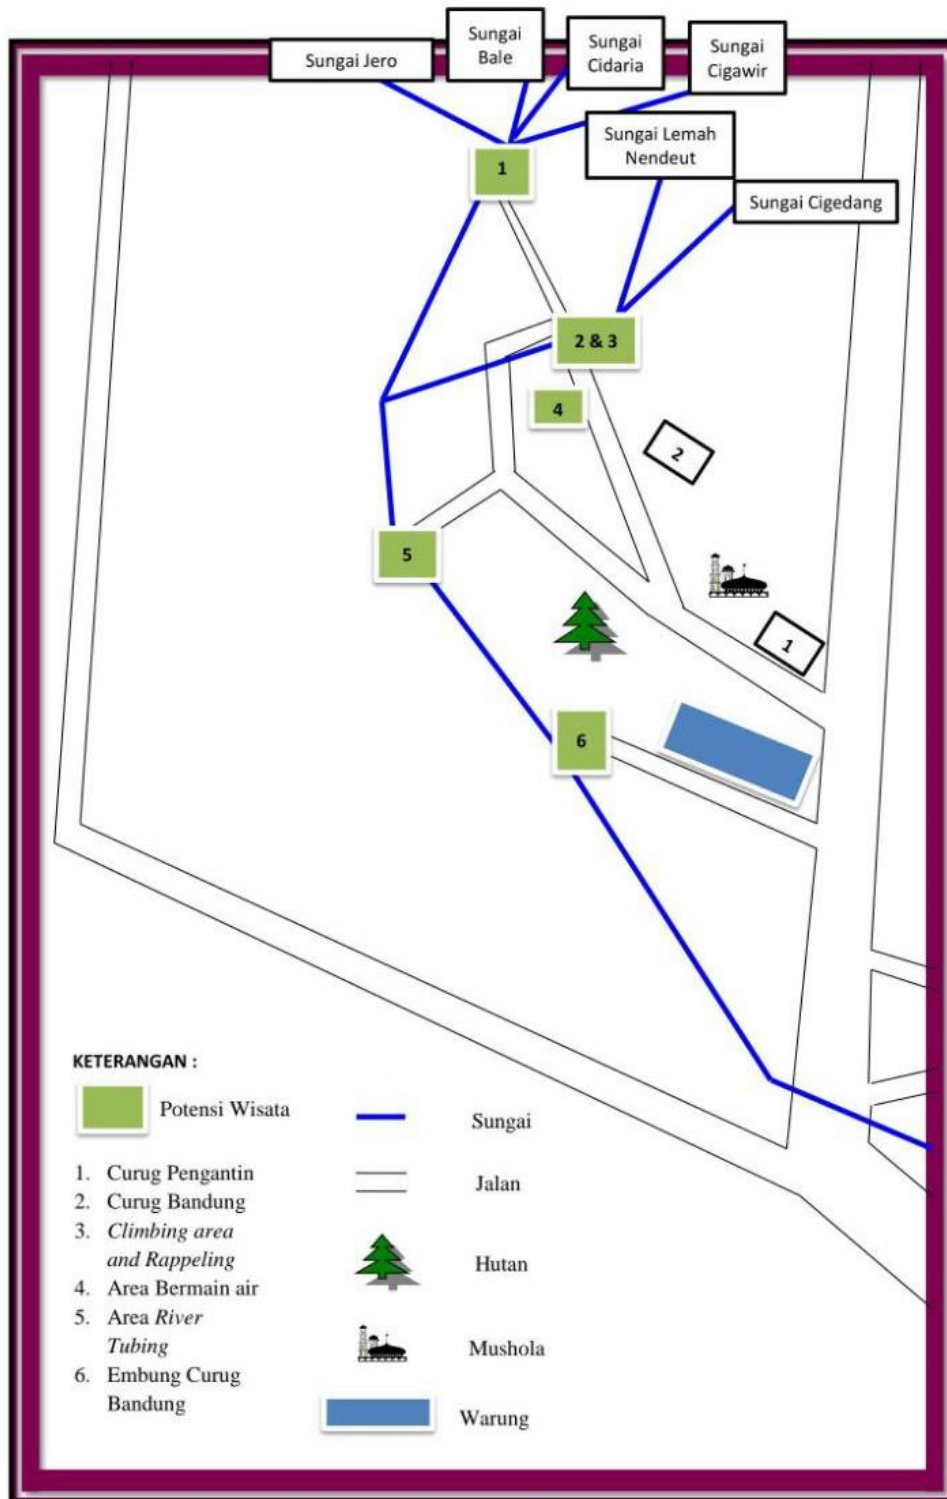 Sungai
Bale
Sungai
Cidaria
Sungai
Cigawir
Sungai Jero
Sungai Lemah
Nendeut
Sungai Cigedang
1
2 & 3
4
2
5
1
6
KETERANGAN :
Potensi Wisata
1. Curug Pengantin
2. Curug Bandung
3. Climbing area
and Rappeling
4. Area Bermain air
5. Area River
Tubing
6. Embung Curug
Bandung
Sungai
Jalan
Hutan
Mushola
Warung